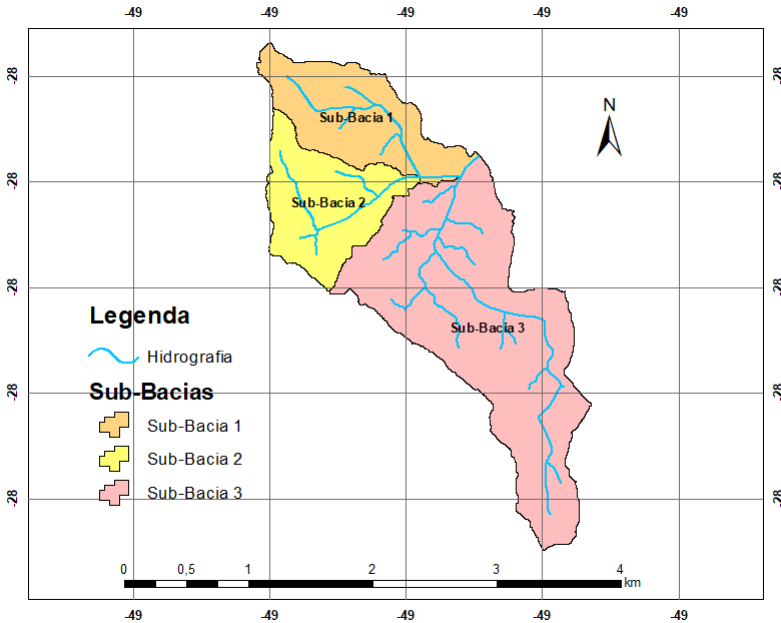 -49 -49 -49 -49 -49
-28 -28
N
Sub-Bacia 1
-28 -28
Sub-Bacia 2
-28 -28
Legenda
Sub-Bacia 3
Hidrografia
Sub-Bacias
-28 -28
Sub-Bacia 1
Sub-Bacia 2
Sub-Bacia 3
-28 -28
0 0,5 1 2 3 4
km
-49 -49 -49 -49 -49